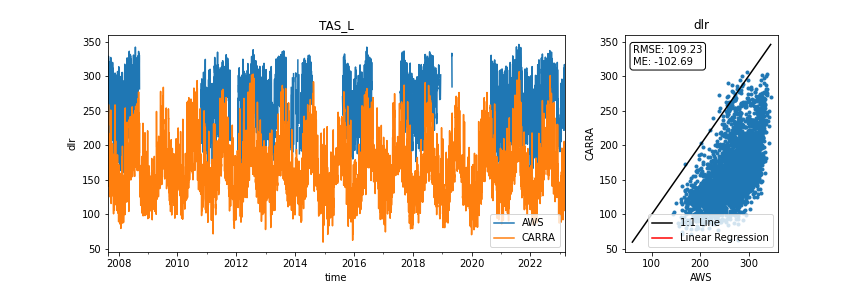 TAS_L
350
300
250
200
150
100
50
dlr
2008
2010
2012
2014
2016
2018
2020
2022
time
AWS
CARRA
dlr
RMSE: 109.23
ME: -102.69
350
300
250
200
150
100
50
CARRA
1:1 Line
Linear Regression
100
200
300
AWS